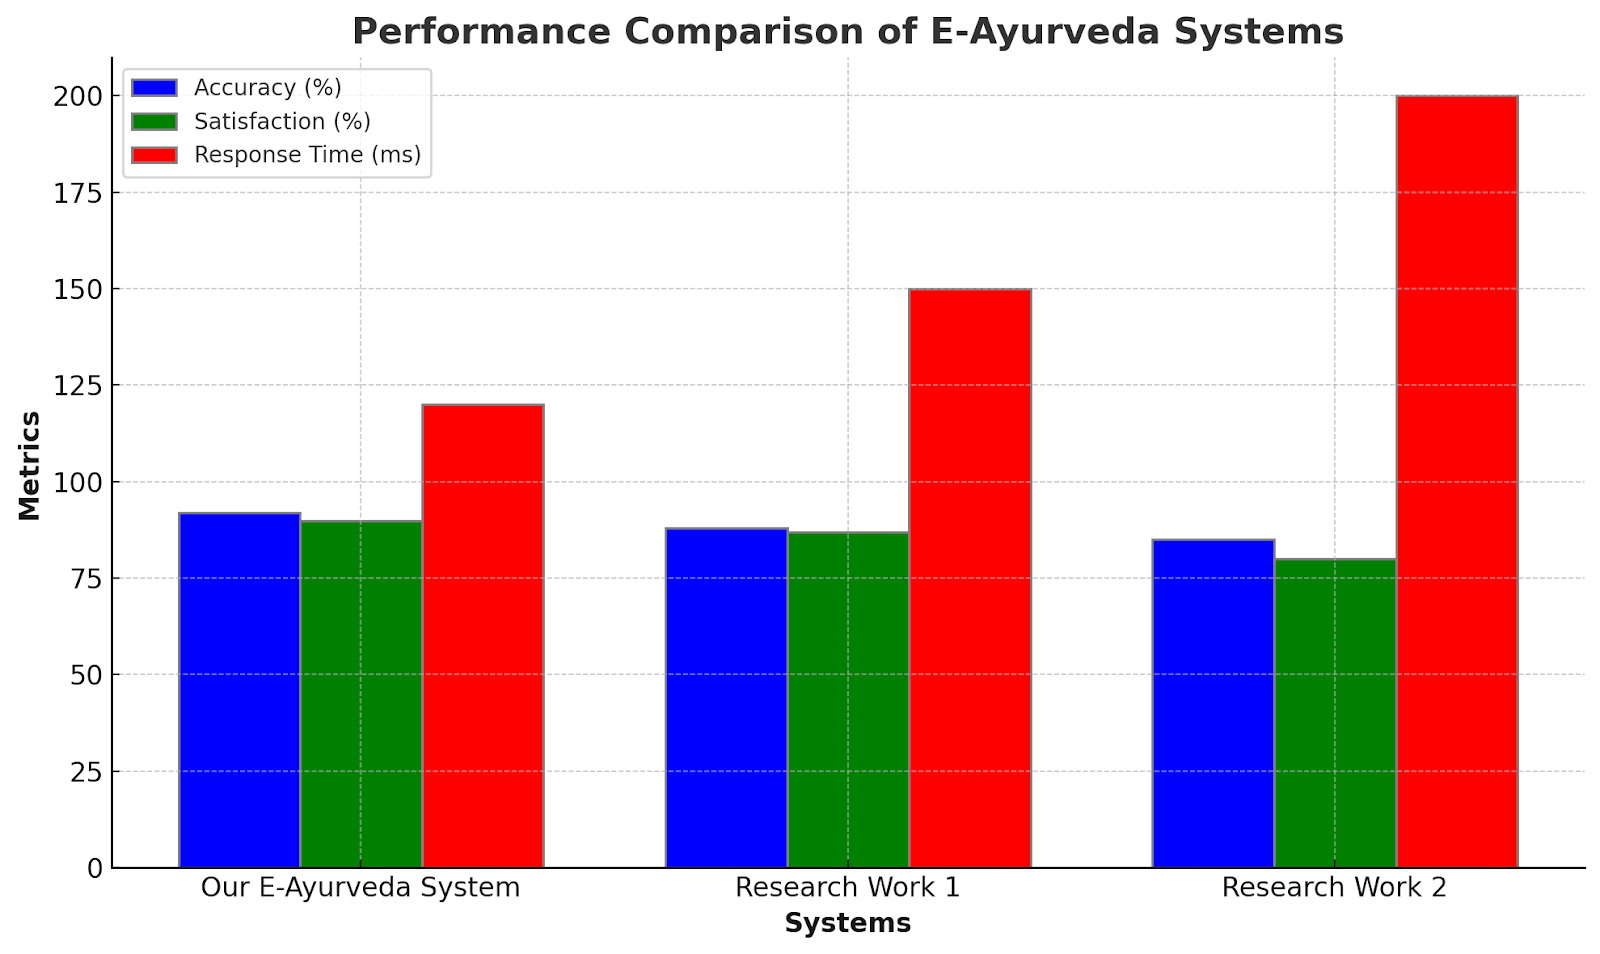 Performance Comparison of E-Ayurveda Systems
Accuracy (%)
Satisfaction (%)
Response Time (ms)
200
175
150
125
100
75
50
25
0
Metrics
Our E-Ayurveda System
Research Work 1
Research Work 2
Systems